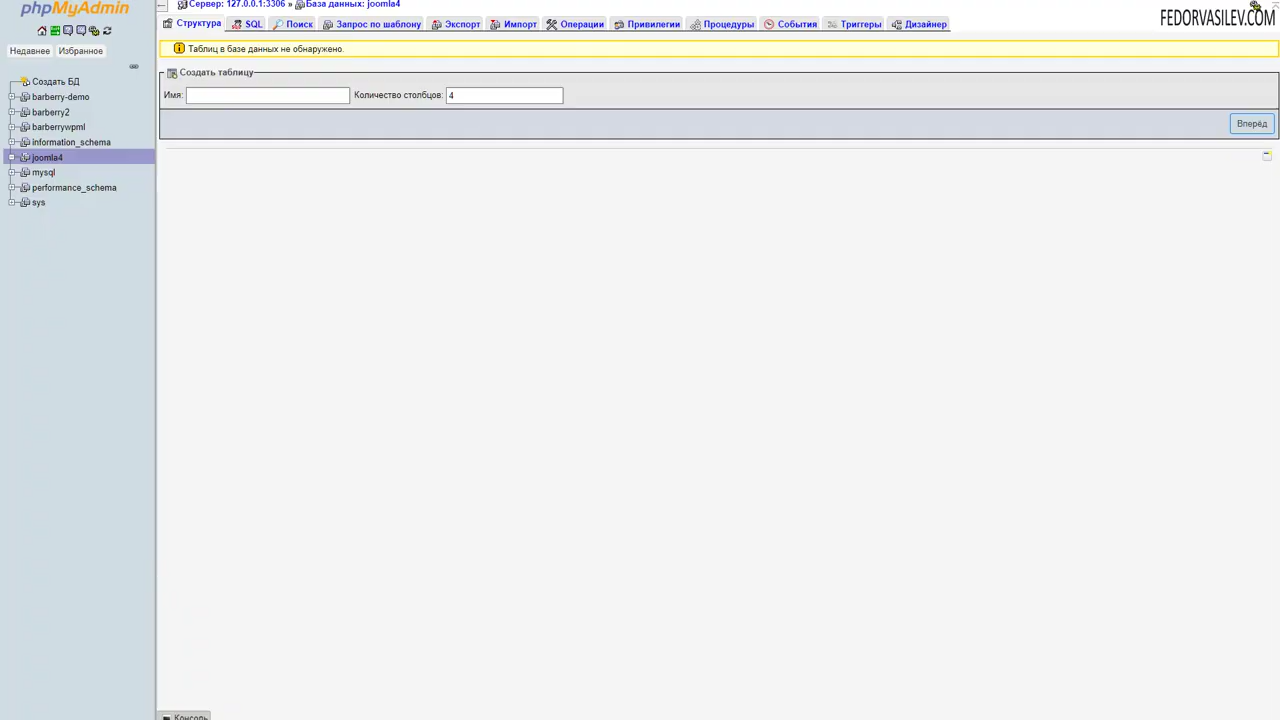 phpMyAdmin
Недавнее Избранное
Создать БД
barberry-demo
barberry2
barberrywpml
information_schema
joomla4
mysql
performance_schema
sys
Сервер: 127.0.0.1:3306 » База данных: joomla4
FEDORVASILEV.COM
Структура SQL Поиск Запрос по шаблону Экспорт Импорт Операции Привилегии Процедуры События Триггеры Дизайнер
Таблиц в базе данных не обнаружено.
Создать таблицу
Имя: Количество столбцов: 4
Вперёд
Консоль